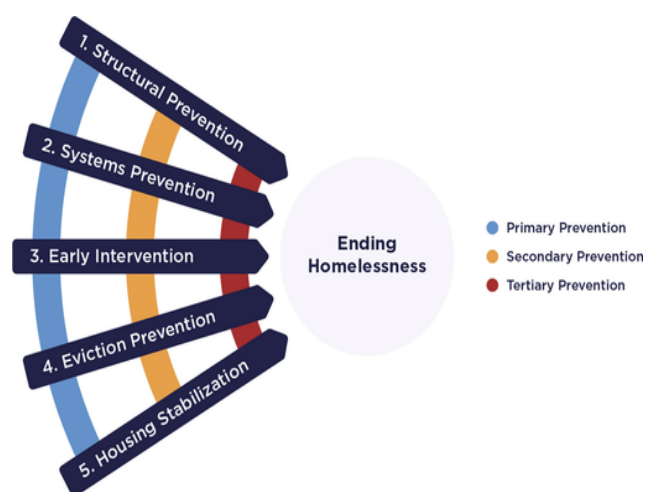 1. Structural Prevention
2. Systems Prevention
3. Early Intervention
4. Eviction Prevention
5. Housing Stabilization
Ending
Homelessness
Primary Prevention
Secondary Prevention
Tertiary Prevention